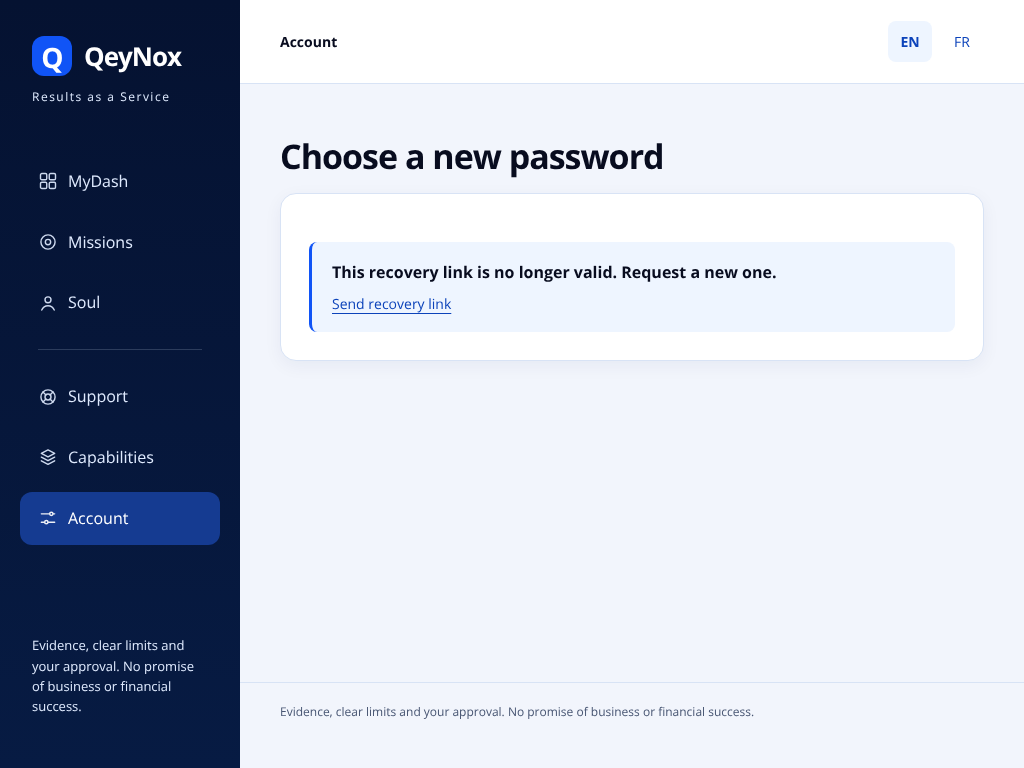 Q QeyNox
Results as a Service
MyDash
Missions
Soul
Support
Capabilities
Account
Evidence, clear limits and
your approval. No promise
of business or financial
success.
Account
EN FR
Choose a new password
This recovery link is no longer valid. Request a new one.
Send recovery link
Evidence, clear limits and your approval. No promise of business or financial success.